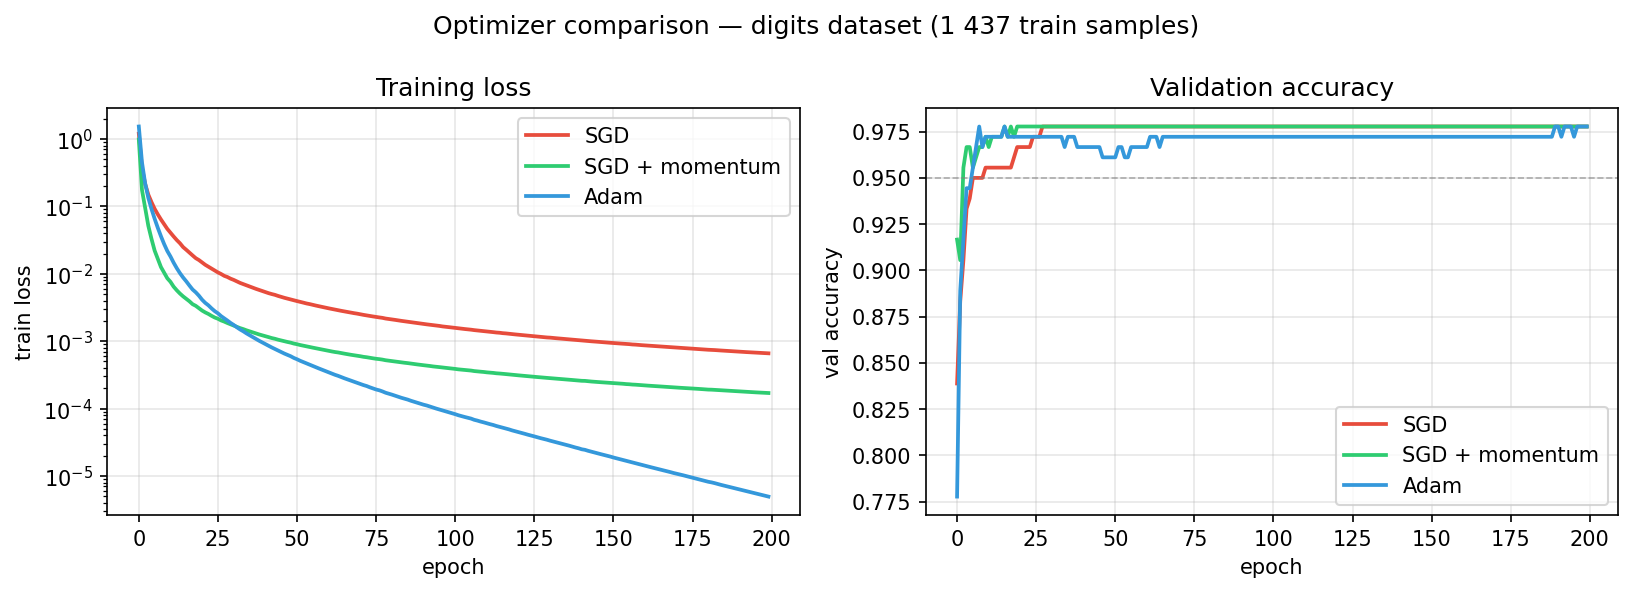 Optimizer comparison — digits dataset (1 437 train samples)
Training loss
10⁰
10⁻¹
10⁻²
10⁻³
10⁻⁴
10⁻⁵
train loss
SGD
SGD + momentum
Adam
0 25 50 75 100 125 150 175 200
epoch
Validation accuracy
0.975
0.950
0.925
0.900
0.875
0.850
0.825
0.800
0.775
val accuracy
SGD
SGD + momentum
Adam
0 25 50 75 100 125 150 175 200
epoch